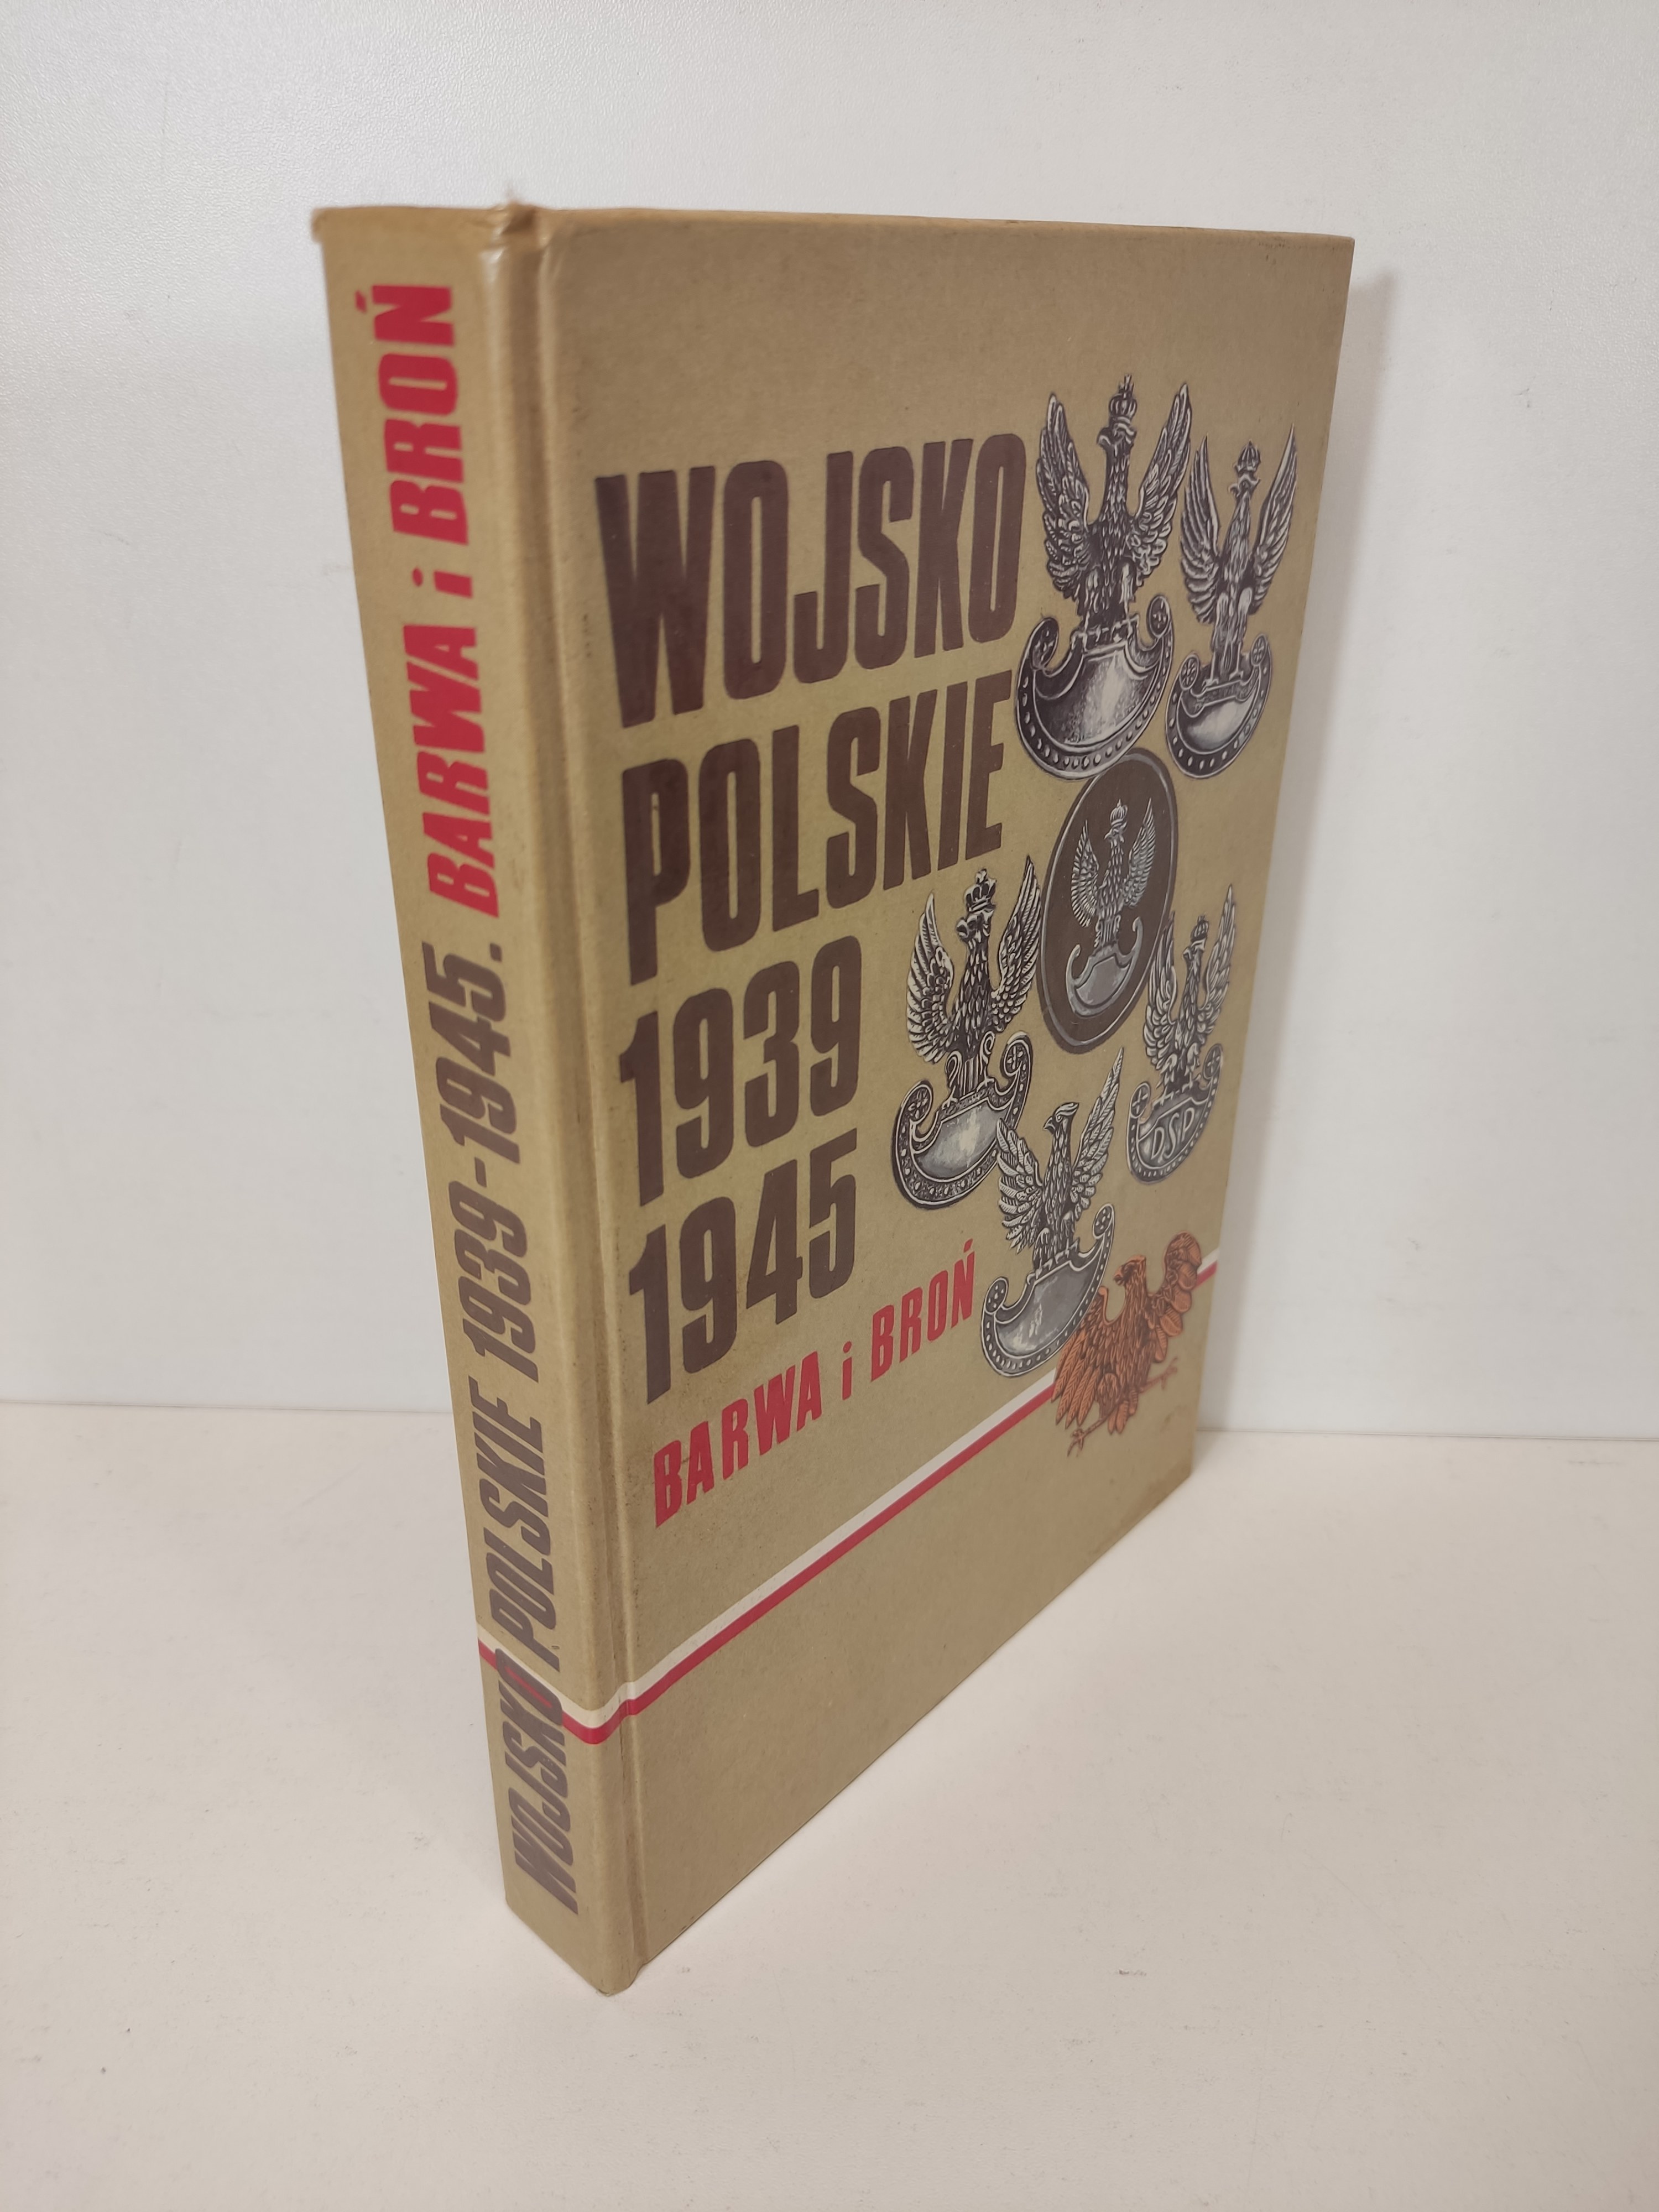 WOJSKO POLSKIE 1939-1945. BARWA i BROŃ
WOJSKO
POLSKIE
1939
1945
BARWA i BROŃ
DSP